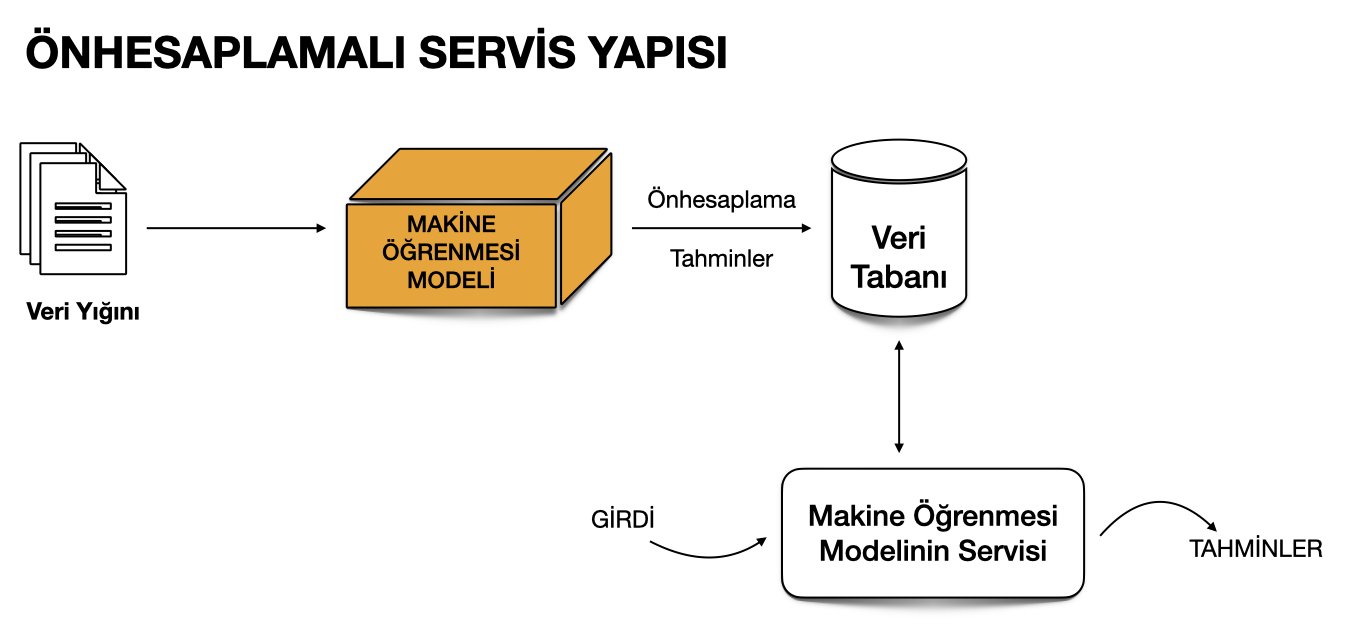 ÖNHESAPLAMALI SERVİS YAPISI
Veri Yığını
MAKİNE
ÖĞRENMESİ
MODELİ
Önhesaplama
Tahminler
Veri
Tabanı
GİRDİ
Makine Öğrenmesi
Modelinin Servisi
TAHMİNLER